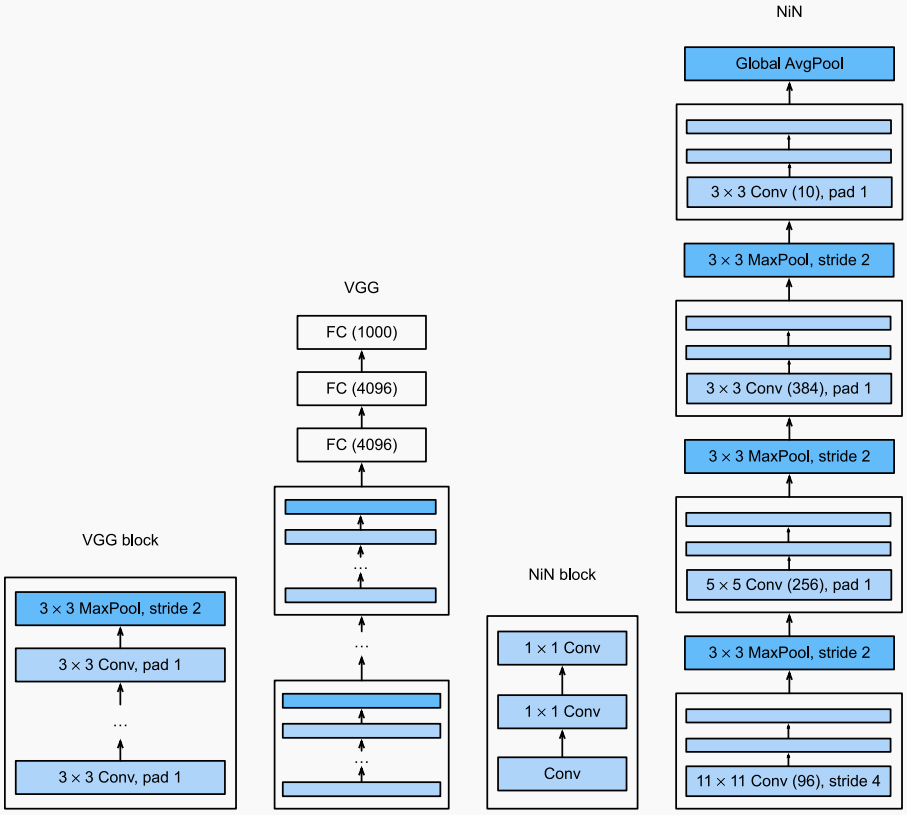 VGG block
3 × 3 MaxPool, stride 2
3 × 3 Conv, pad 1
...
3 × 3 Conv, pad 1
VGG
FC (1000)
FC (4096)
FC (4096)
...
...
...
NiN block
1 × 1 Conv
1 × 1 Conv
Conv
NiN
Global AvgPool
3 × 3 Conv (10), pad 1
3 × 3 MaxPool, stride 2
3 × 3 Conv (384), pad 1
3 × 3 MaxPool, stride 2
5 × 5 Conv (256), pad 1
3 × 3 MaxPool, stride 2
11 × 11 Conv (96), stride 4